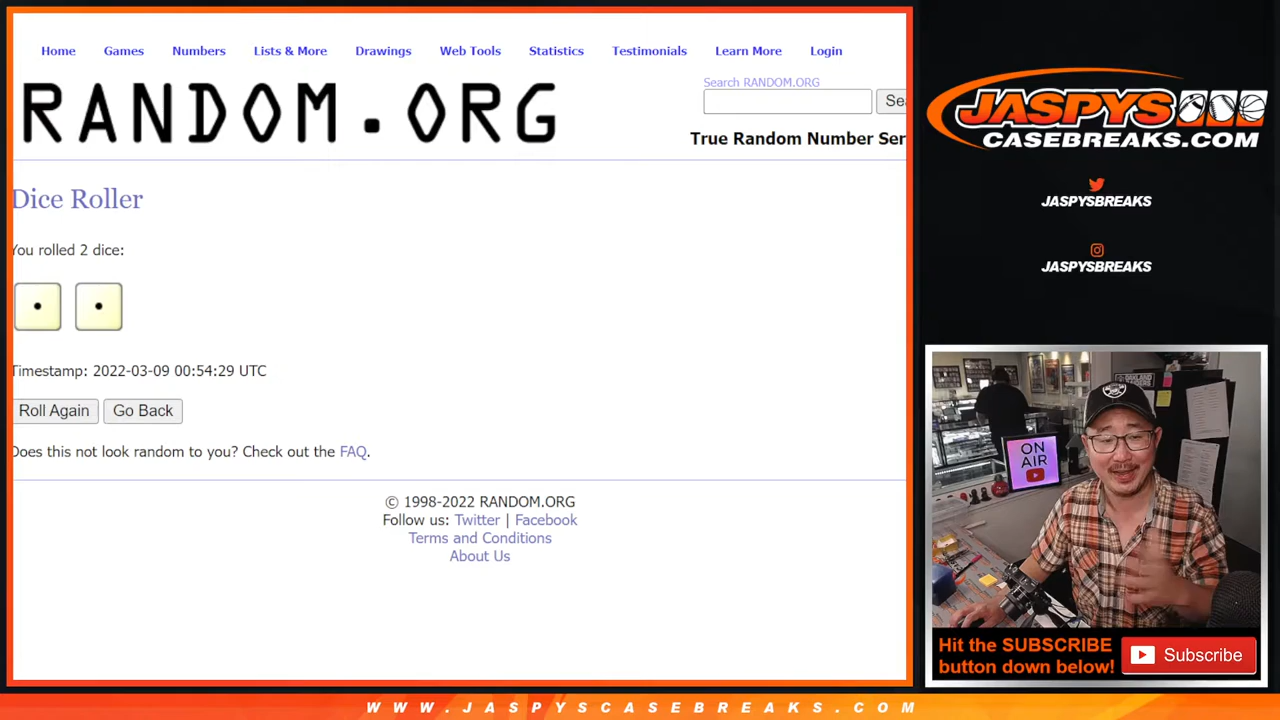 Home Games Numbers Lists & More Drawings Web Tools Statistics Testimonials Learn More Login
RANDOM.ORG
Search RANDOM.ORG
Sea
True Random Number Ser
Dice Roller
You rolled 2 dice:
Timestamp: 2022-03-09 00:54:29 UTC
Roll Again Go Back
Does this not look random to you? Check out the FAQ.
© 1998-2022 RANDOM.ORG
Follow us: Twitter | Facebook
Terms and Conditions
About Us
JASPYS
CASEBREAKS.COM
JASPYSBREAKS
JASPYSBREAKS
ON
AIR
Hit the SUBSCRIBE
button down below!
Subscribe
WWW.JASPYSCASEBREAKS.COM